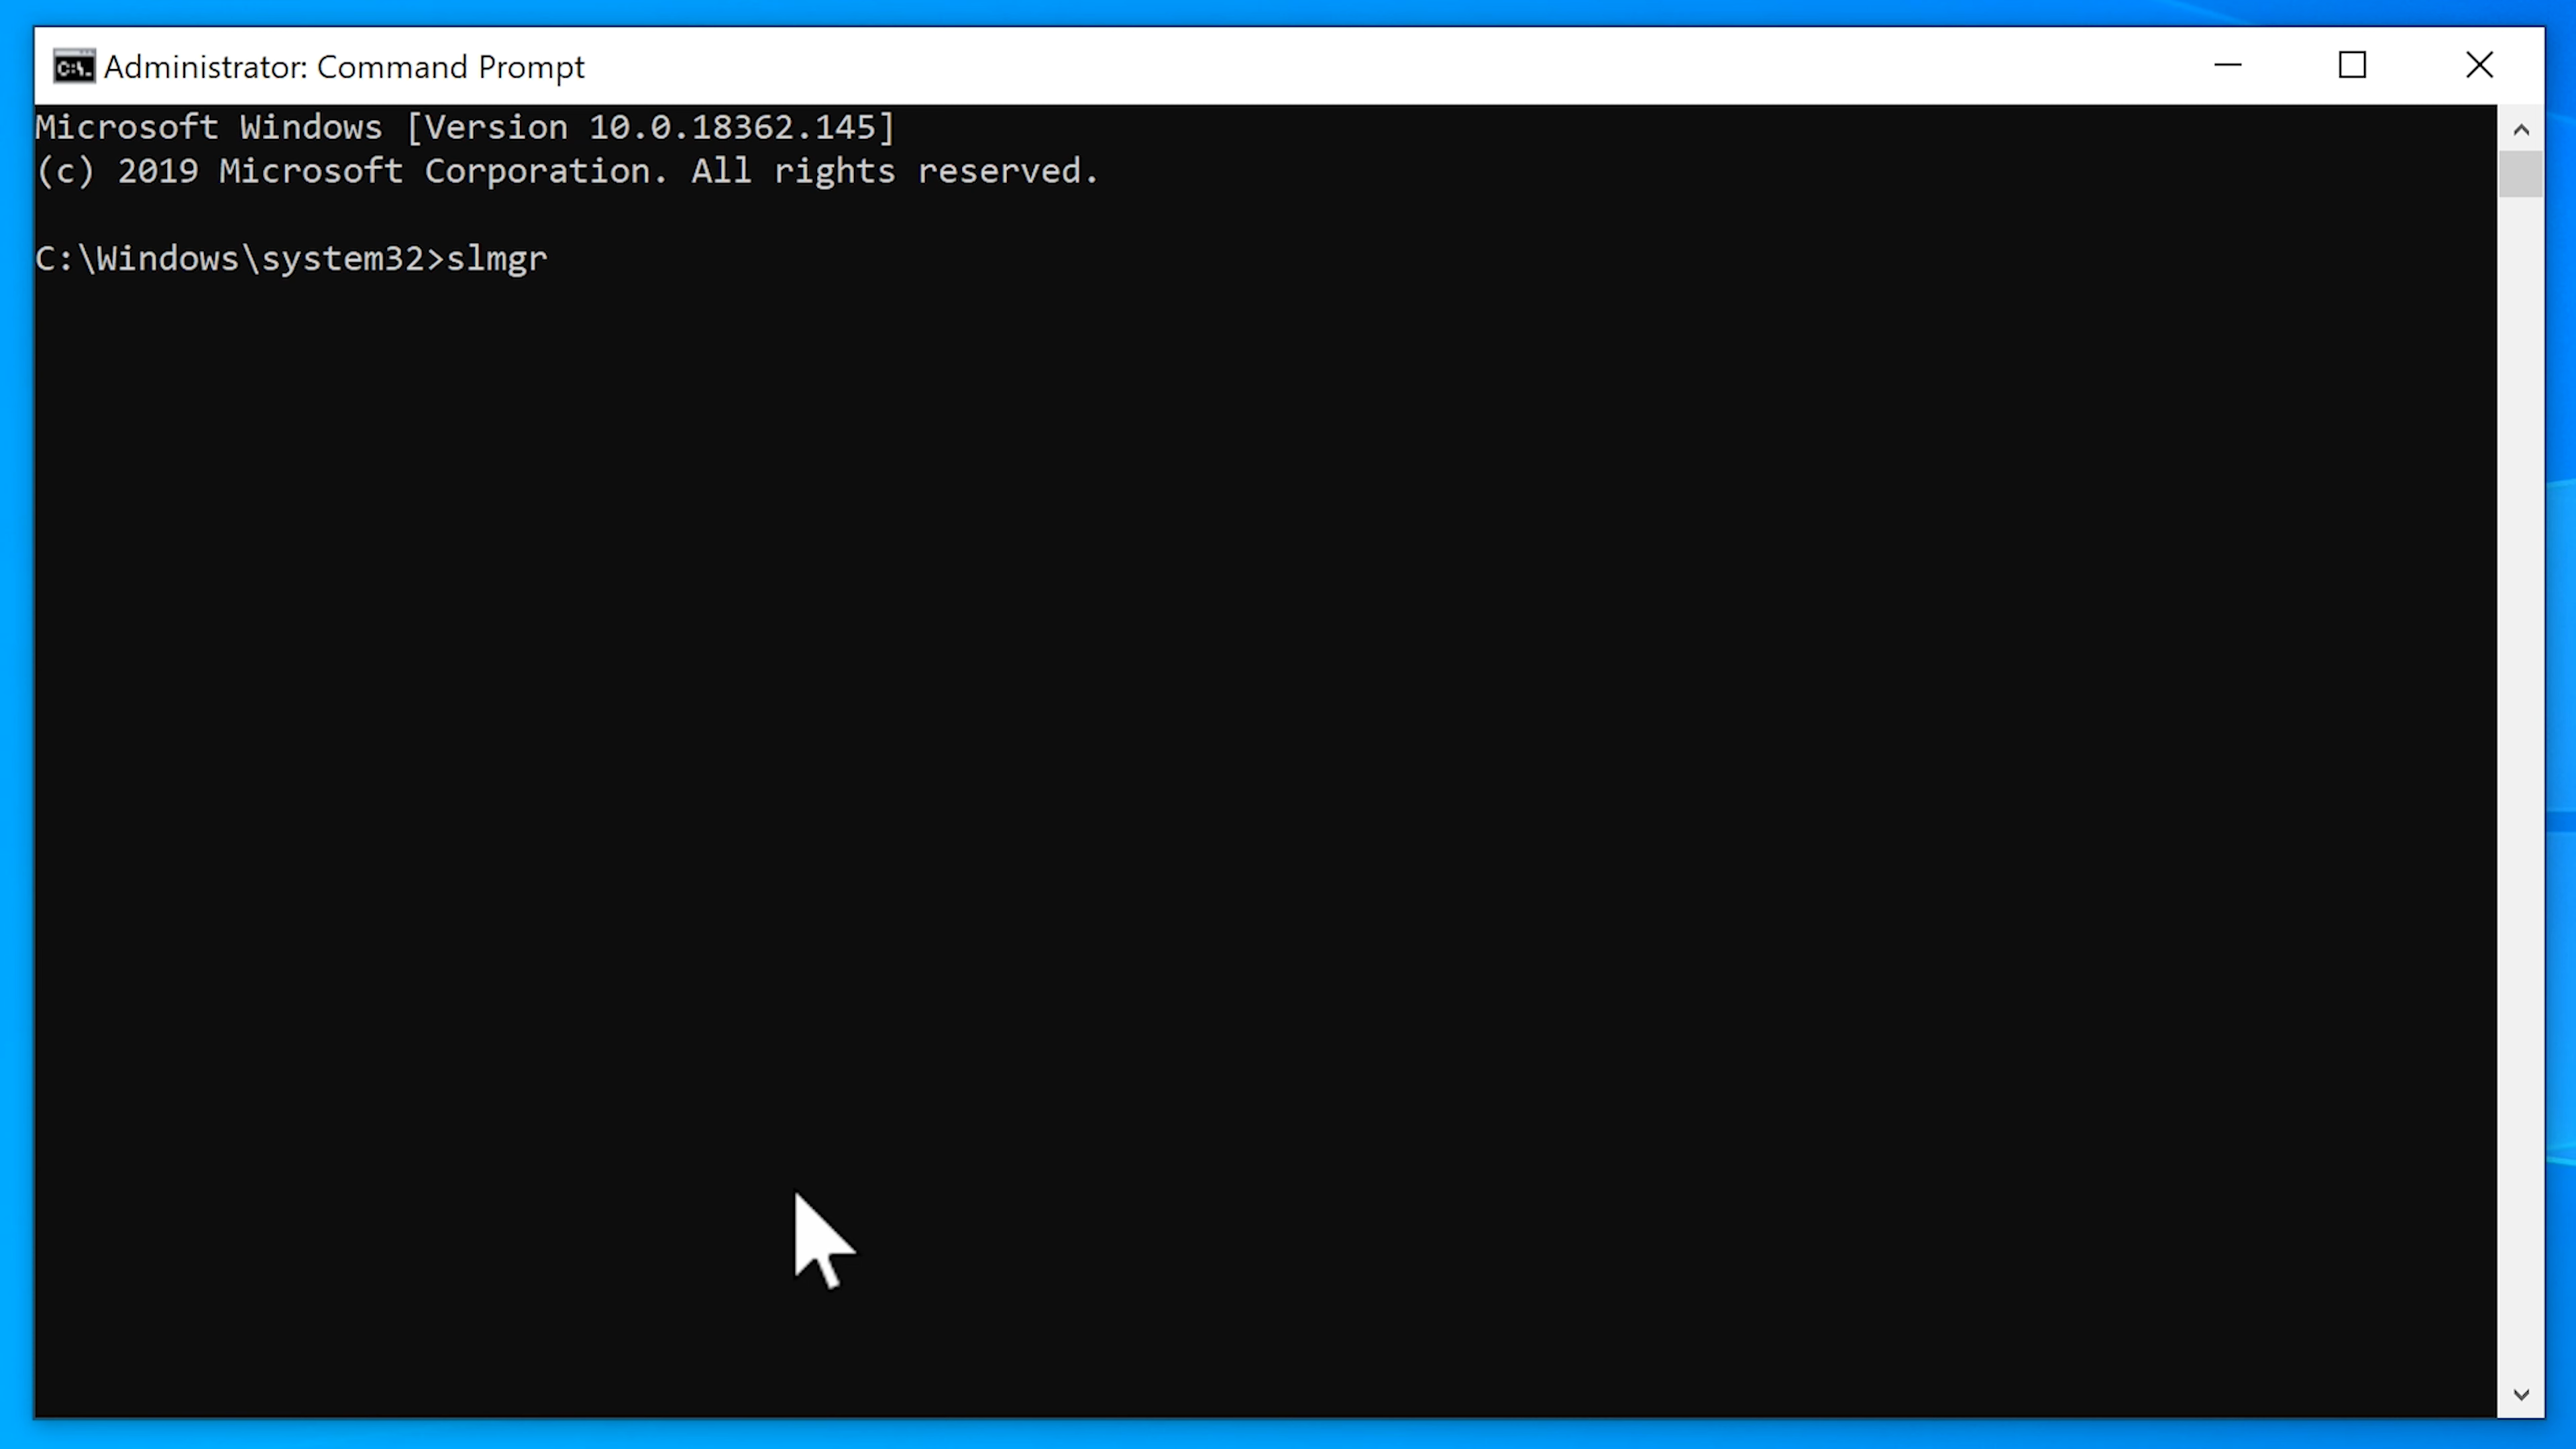 Administrator: Command Prompt
Microsoft Windows [Version 10.0.18362.145]
(c) 2019 Microsoft Corporation. All rights reserved.
C:\Windows\system32>slmgr